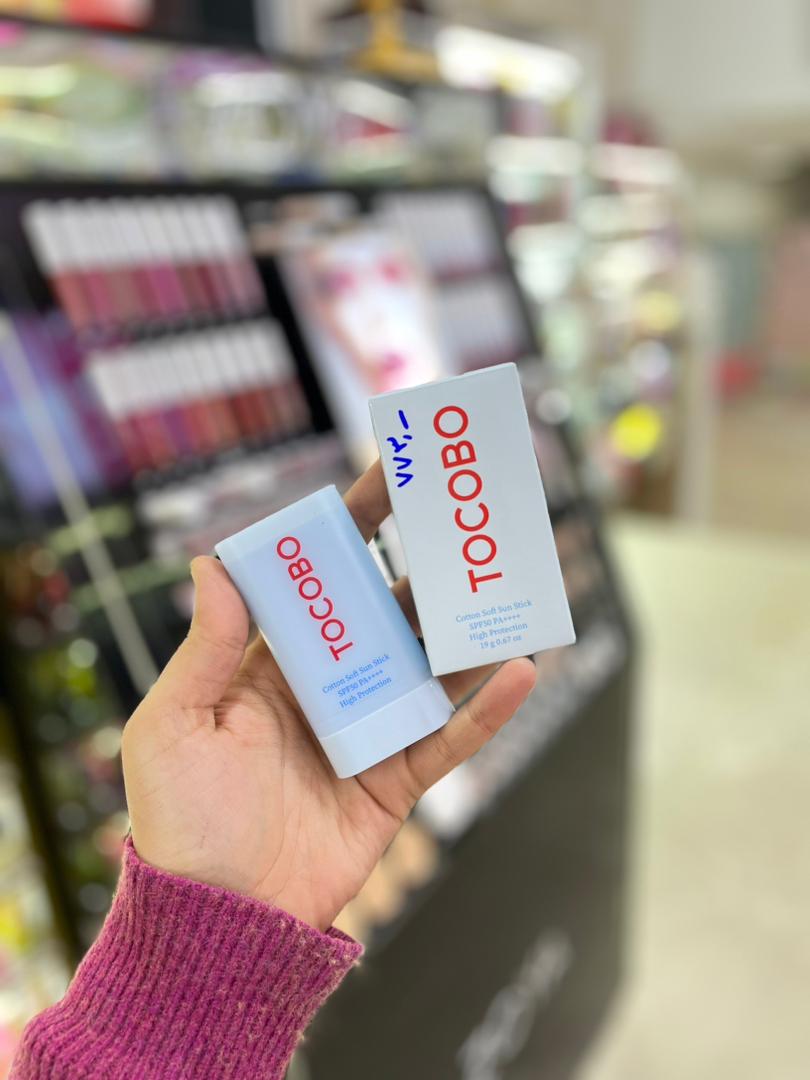 TOCOBO
Cotton Soft Sun Stick
SPF50 PA++++
High Protection
٧٧٢,-
TOCOBO
Cotton Soft Sun Stick
SPF50 PA++++
High Protection
19 g 0.67 oz